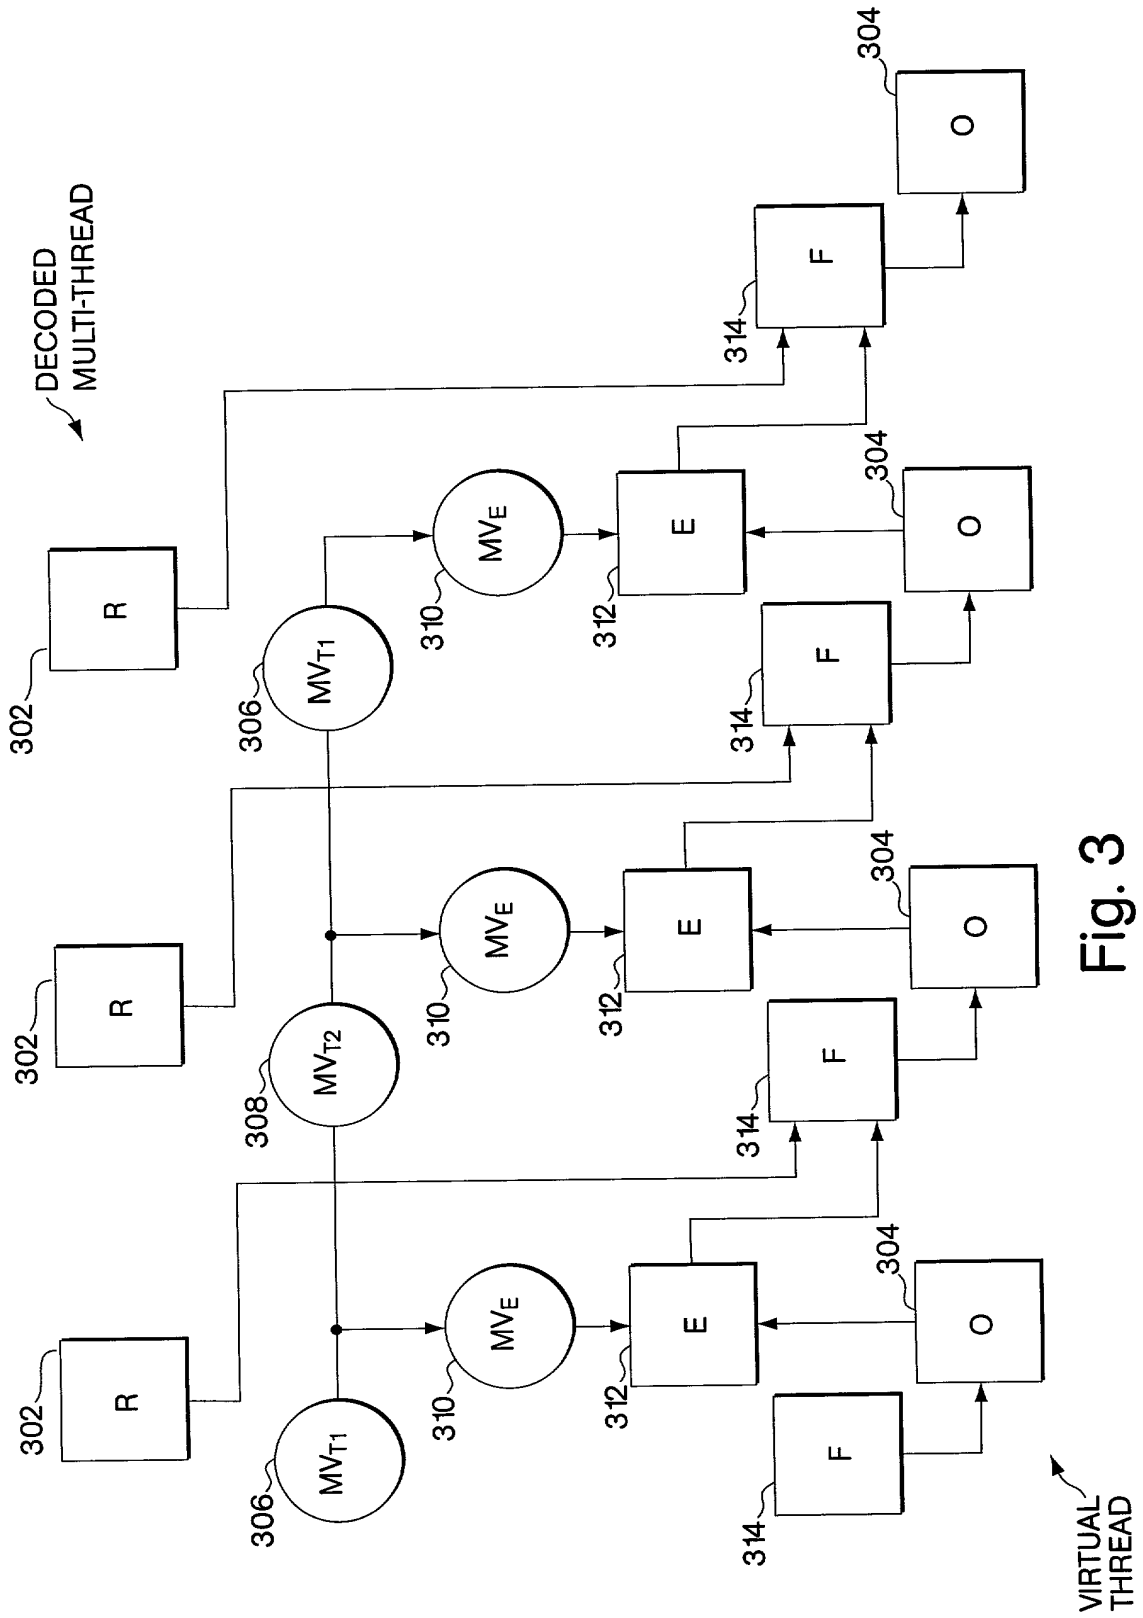 302
302
302
DECODED
MULTI-THREAD
R
R
R
306
308
306
MVT1
MVT2
MVT1
310
310
310
MVE
MVE
MVE
312
312
312
E
E
E
314
314
314
314
F
F
F
F
304
304
304
304
O
O
O
O
VIRTUAL
THREAD
Fig. 3